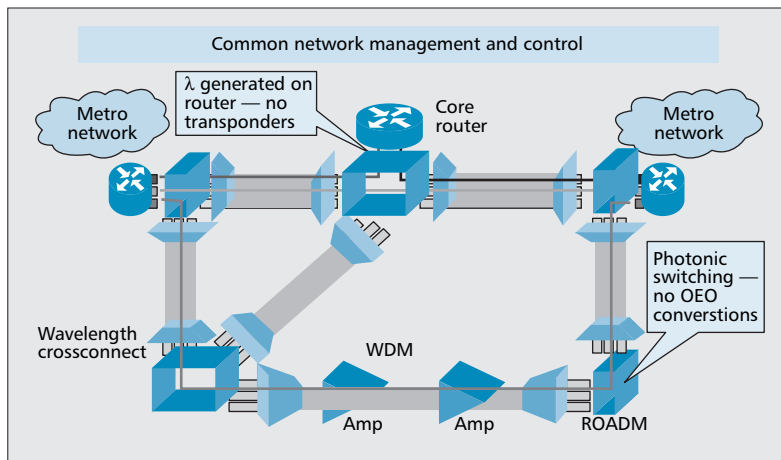 Common network management and control
λ generated on
router — no
transponders
Core
router
Metro
network
Metro
network
Photonic
switching —
no OEO
converstions
Wavelength
crossconnect
WDM
Amp
Amp
ROADM